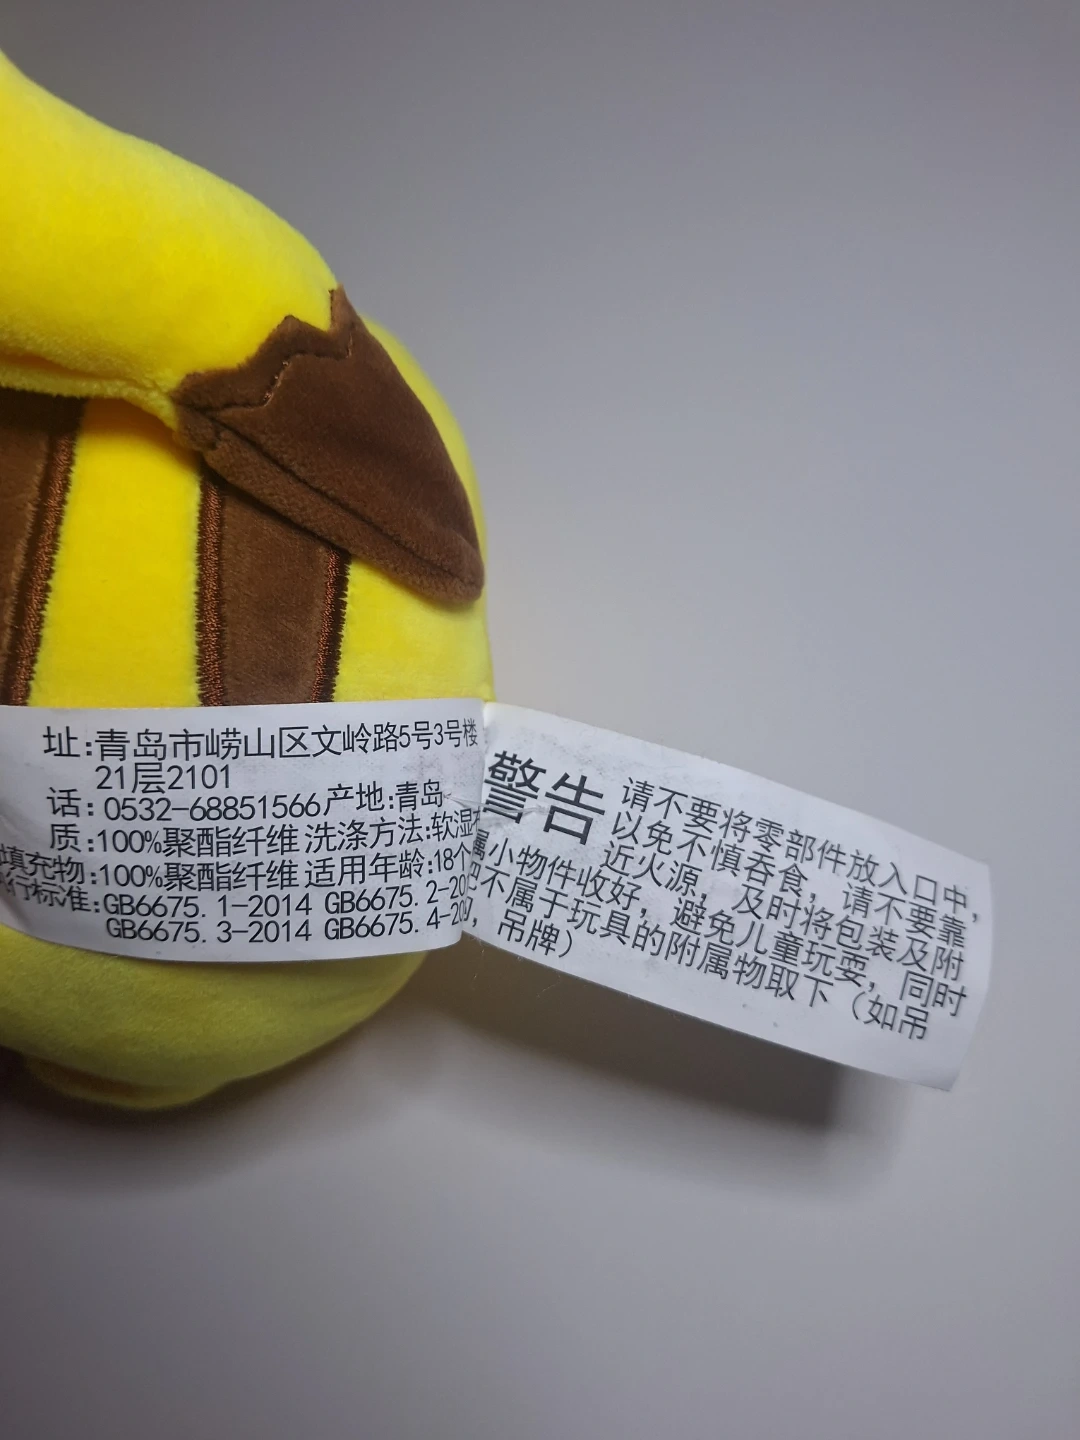 址:青岛市崂山区文岭路5号3号楼
21层2101
话:0532-68851566产地:青岛
质:100%聚酯纤维 洗涤方法:软湿布
填充物:100%聚酯纤维 适用年龄:18个
行标准:GB6675.1-2014 GB6675.2-20
GB6675.3-2014 GB6675.4-20
警告
请不要将零部件放入口中,
以免不慎吞食,请不要靠
近火源,及时将包装及附
属小物件收好,避免儿童玩耍,同时
把不属于玩具的附属物取下(如吊
,吊牌)